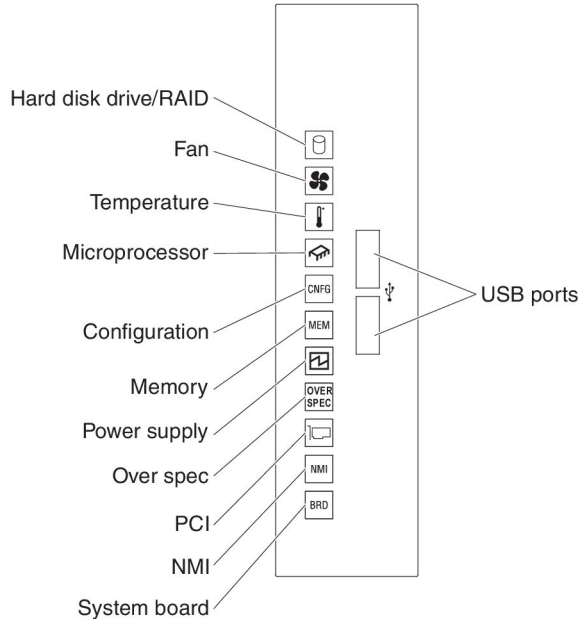 Hard disk drive/RAID
Fan
Temperature
Microprocessor
CNFG
USB ports
Configuration
MEM
Memory
Power supply
OVER
SPEC
Over spec
PCI
NMI
NMI
BRD
System board